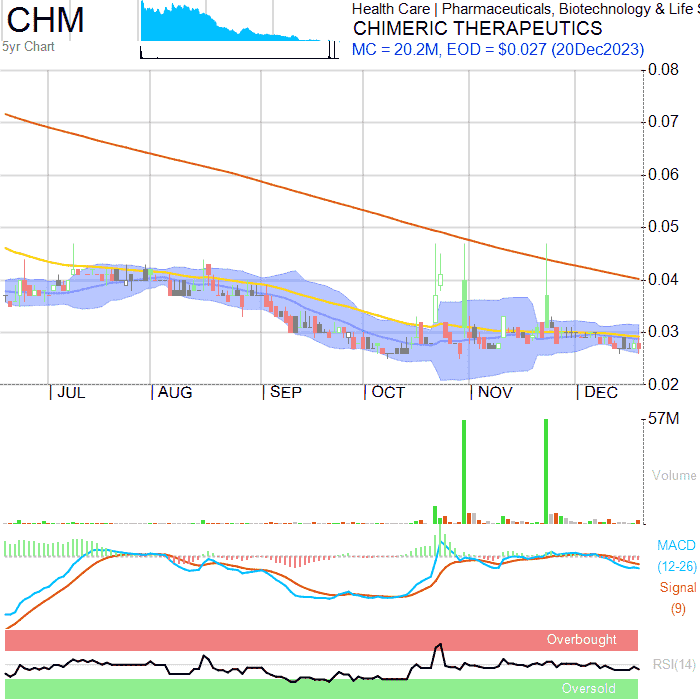 CHM
Health Care | Pharmaceuticals, Biotechnology & Life S
CHIMERIC THERAPEUTICS
5yr Chart
MC = 20.2M, EOD = $0.027 (20Dec2023)
0.08
0.07
0.06
0.05
0.04
0.03
0.02
JUL AUG SEP OCT NOV DEC
57M
Volume
MACD
(12-26)
Signal
(9)
Overbought
RSI(14)
Oversold